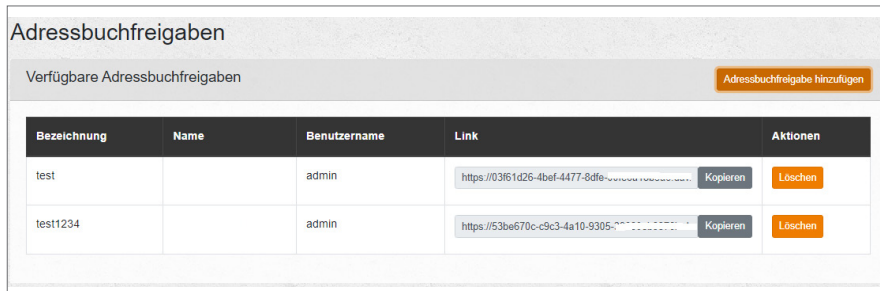 Adressbuchfreigaben
Verfügbare Adressbuchfreigaben
Adressbuchfreigabe hinzufügen
Bezeichnung Name Benutzername Link Aktionen
test admin https://03f61d26-4bef-4477-8dfe- Kopieren Löschen
test1234 admin https://53be670c-c9c3-4a10-9305- Kopieren Löschen